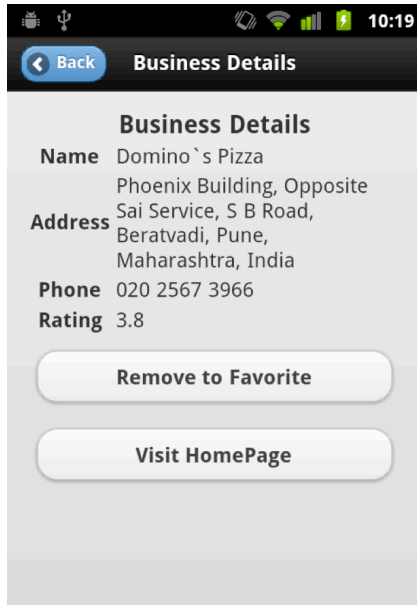 10:19
Back
Business Details
Business Details
Name Domino`s Pizza
Address Phoenix Building, Opposite
Sai Service, S B Road,
Beratvadi, Pune,
Maharashtra, India
Phone 020 2567 3966
Rating 3.8
Remove to Favorite
Visit HomePage